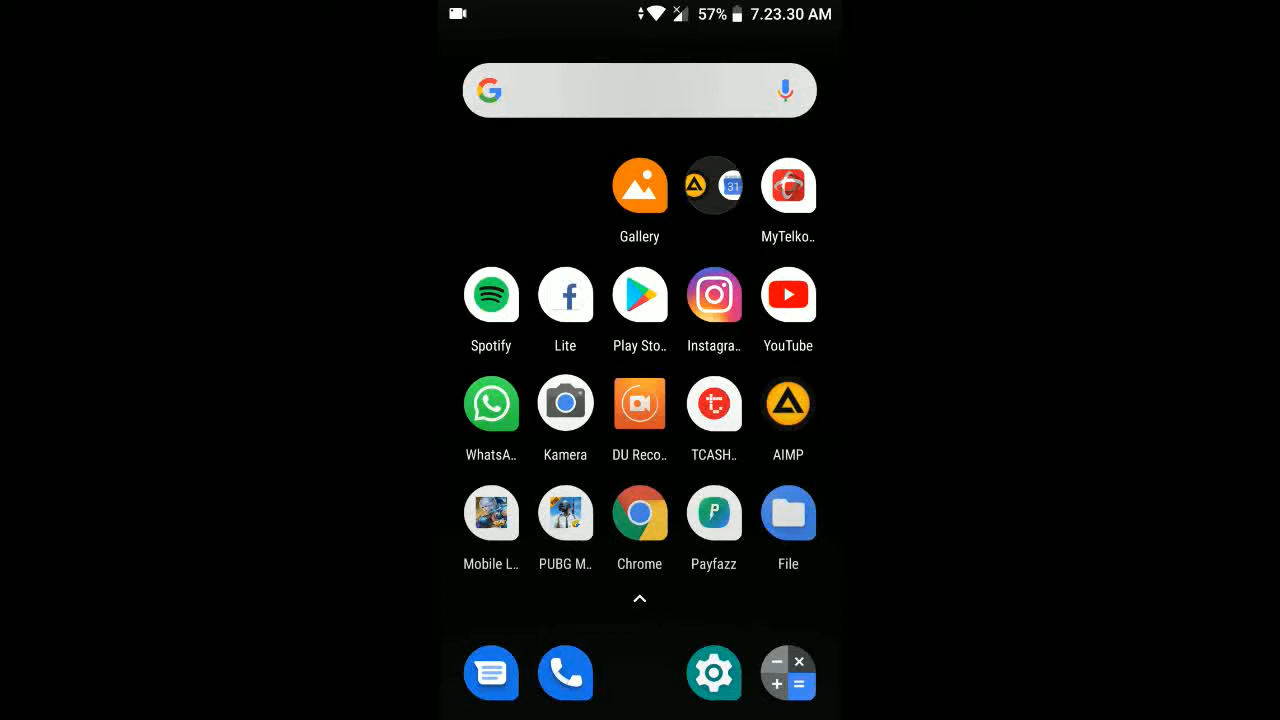 57% 7.23.30 AM
31
Gallery MyTelko..
Spotify Lite Play Sto.. Instagra.. YouTube
WhatsA.. Kamera DU Reco.. TCASH.. AIMP
Mobile L.. PUBG M.. Chrome Payfazz File